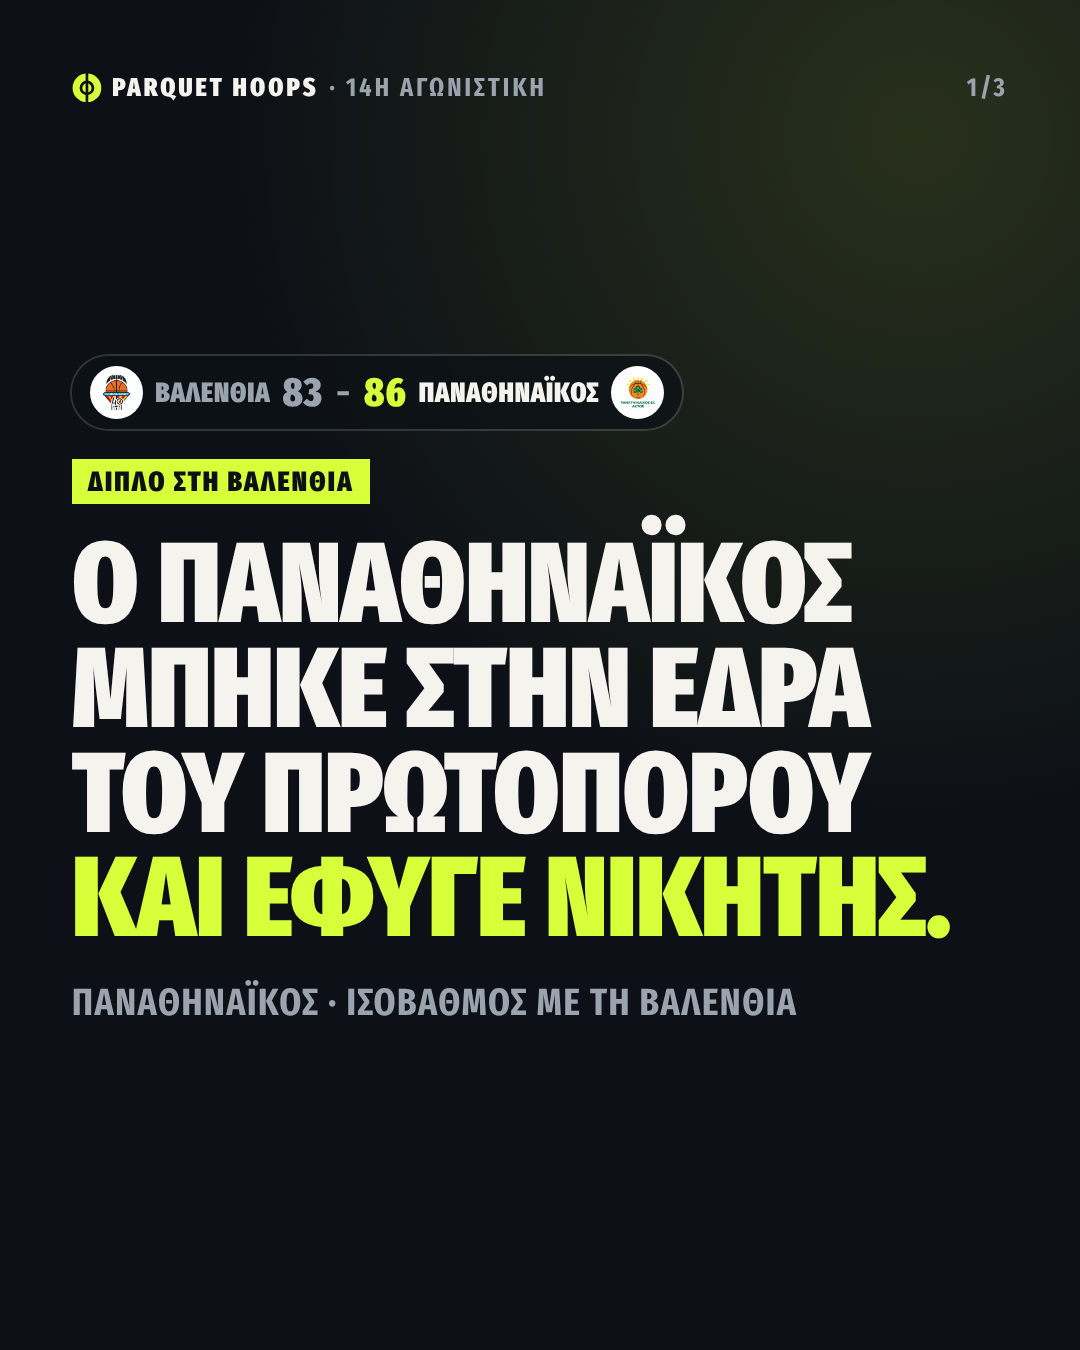 PARQUET HOOPS · 14Η ΑΓΩΝΙΣΤΙΚΗ
1/3
ΒΑΛΕΝΘΙΑ 83 - 86 ΠΑΝΑΘΗΝΑΪΚΟΣ
ΔΙΠΛΟ ΣΤΗ ΒΑΛΕΝΘΙΑ
Ο ΠΑΝΑΘΗΝΑΪΚΟΣ
ΜΠΗΚΕ ΣΤΗΝ ΕΔΡΑ
ΤΟΥ ΠΡΩΤΟΠΟΡΟΥ
ΚΑΙ ΕΦΥΓΕ ΝΙΚΗΤΗΣ.
ΠΑΝΑΘΗΝΑΪΚΟΣ · ΙΣΟΒΑΘΜΟΣ ΜΕ ΤΗ ΒΑΛΕΝΘΙΑ